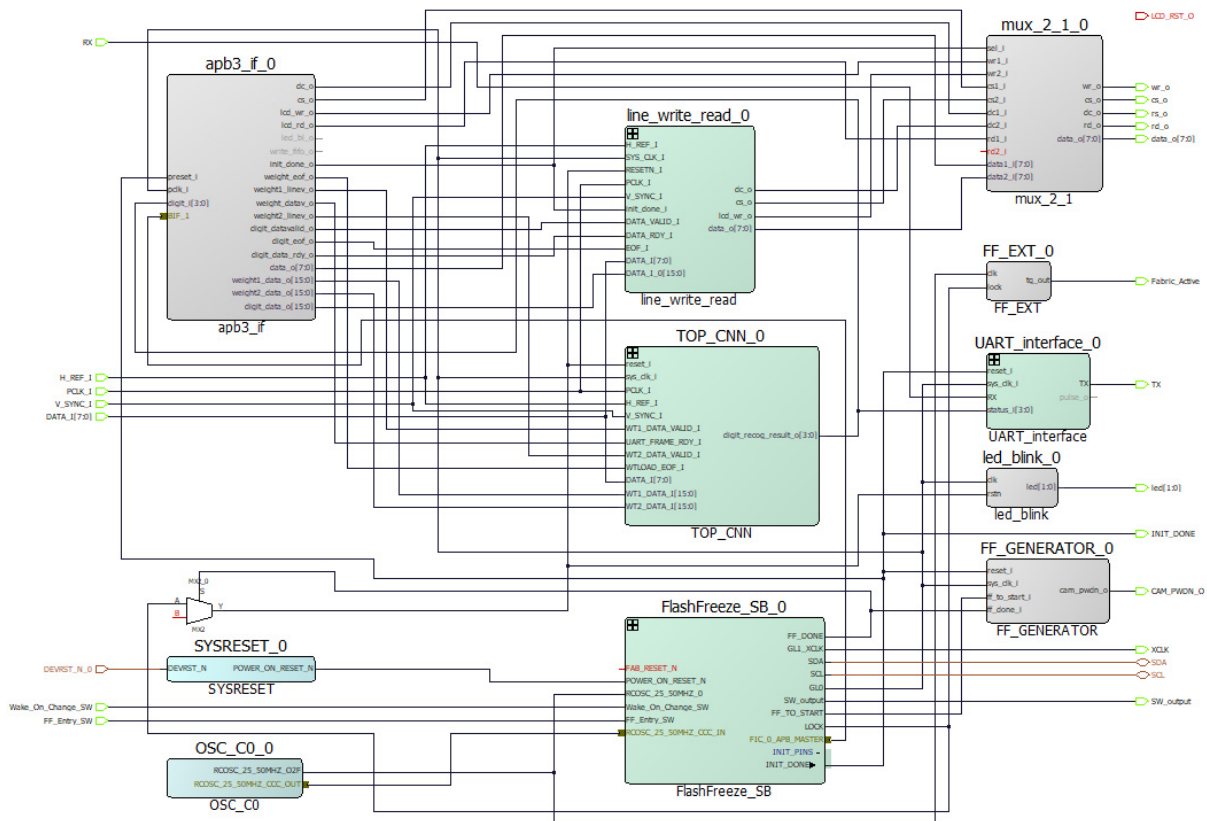 LCD_RST_O
RX
apb3_if_0
dc_o
cs_o
lcd_wr_o
lcd_rd_o
led_bl_o
write_fifo_o
init_done_o
weight_eof_o
weight1_linev_o
weight_datav_o
weight2_linev_o
digit_datavalid_o
digit_eof_o
digit_data_rdy_o
data_o[7:0]
weight1_data_o[15:0]
weight2_data_o[15:0]
digit_data_o[15:0]
preset_i
pclk_i
digit_i[3:0]
BIF_1
apb3_if
line_write_read_0
H_REF_I
SYS_CLK_I
RESETN_I
PCLK_I
V_SYNC_I
init_done_i
DATA_VALID_I
DATA_RDY_I
EOF_I
DATA_I[7:0]
DATA_I_0[15:0]
dc_o
cs_o
lcd_wr_o
data_o[7:0]
line_write_read
mux_2_1_0
sel_i
wr1_i
wr2_i
cs1_i
cs2_i
dc1_i
dc2_i
rd1_i
rd2_i
data1_i[7:0]
data2_i[7:0]
wr_o
cs_o
dc_o
rd_o
data_o[7:0]
mux_2_1
wr_o
cs_o
rs_o
rd_o
data_o[7:0]
FF_EXT_0
clk
lock
tg_out
FF_EXT
Fabric_Active
H_REF_I
PCLK_I
V_SYNC_I
DATA_I[7:0]
TOP_CNN_0
reset_i
sys_clk_i
PCLK_I
H_REF_I
V_SYNC_I
WT1_DATA_VALID_I
UART_FRAME_RDY_I
WT2_DATA_VALID_I
WTLOAD_EOF_I
DATA_I[7:0]
WT1_DATA_I[15:0]
WT2_DATA_I[15:0]
digit_recog_result_o[3:0]
TOP_CNN
UART_interface_0
reset_i
sys_clk_i
RX
status_i[3:0]
TX
pulse_o
UART_interface
TX
led_blink_0
clk
rstn
led[1:0]
led_blink
led[1:0]
INIT_DONE
FF_GENERATOR_0
reset_i
sys_clk_i
ff_to_start_i
ff_done_i
cam_pwdn_o
FF_GENERATOR
CAM_PWDN_O
MX2_0
S
A
B
Y
MX2
SYSRESET_0
DEVRST_N_0
DEVRST_N
POWER_ON_RESET_N
SYSRESET
Wake_On_Change_SW
FF_Entry_SW
OSC_C0_0
RCOSC_25_50MHZ_O2F
RCOSC_25_50MHZ_CCC_OUT
OSC_C0
FlashFreeze_SB_0
FAB_RESET_N
POWER_ON_RESET_N
RCOSC_25_50MHZ_0
Wake_On_Change_SW
FF_Entry_SW
RCOSC_25_50MHZ_CCC_IN
FF_DONE
GL1_XCLK
SDA
SCL
GL0
SW_output
FF_TO_START
LOCK
FIC_0_APB_MASTER
INIT_PINS
INIT_DONE
FlashFreeze_SB
XCLK
SDA
SCL
SW_output